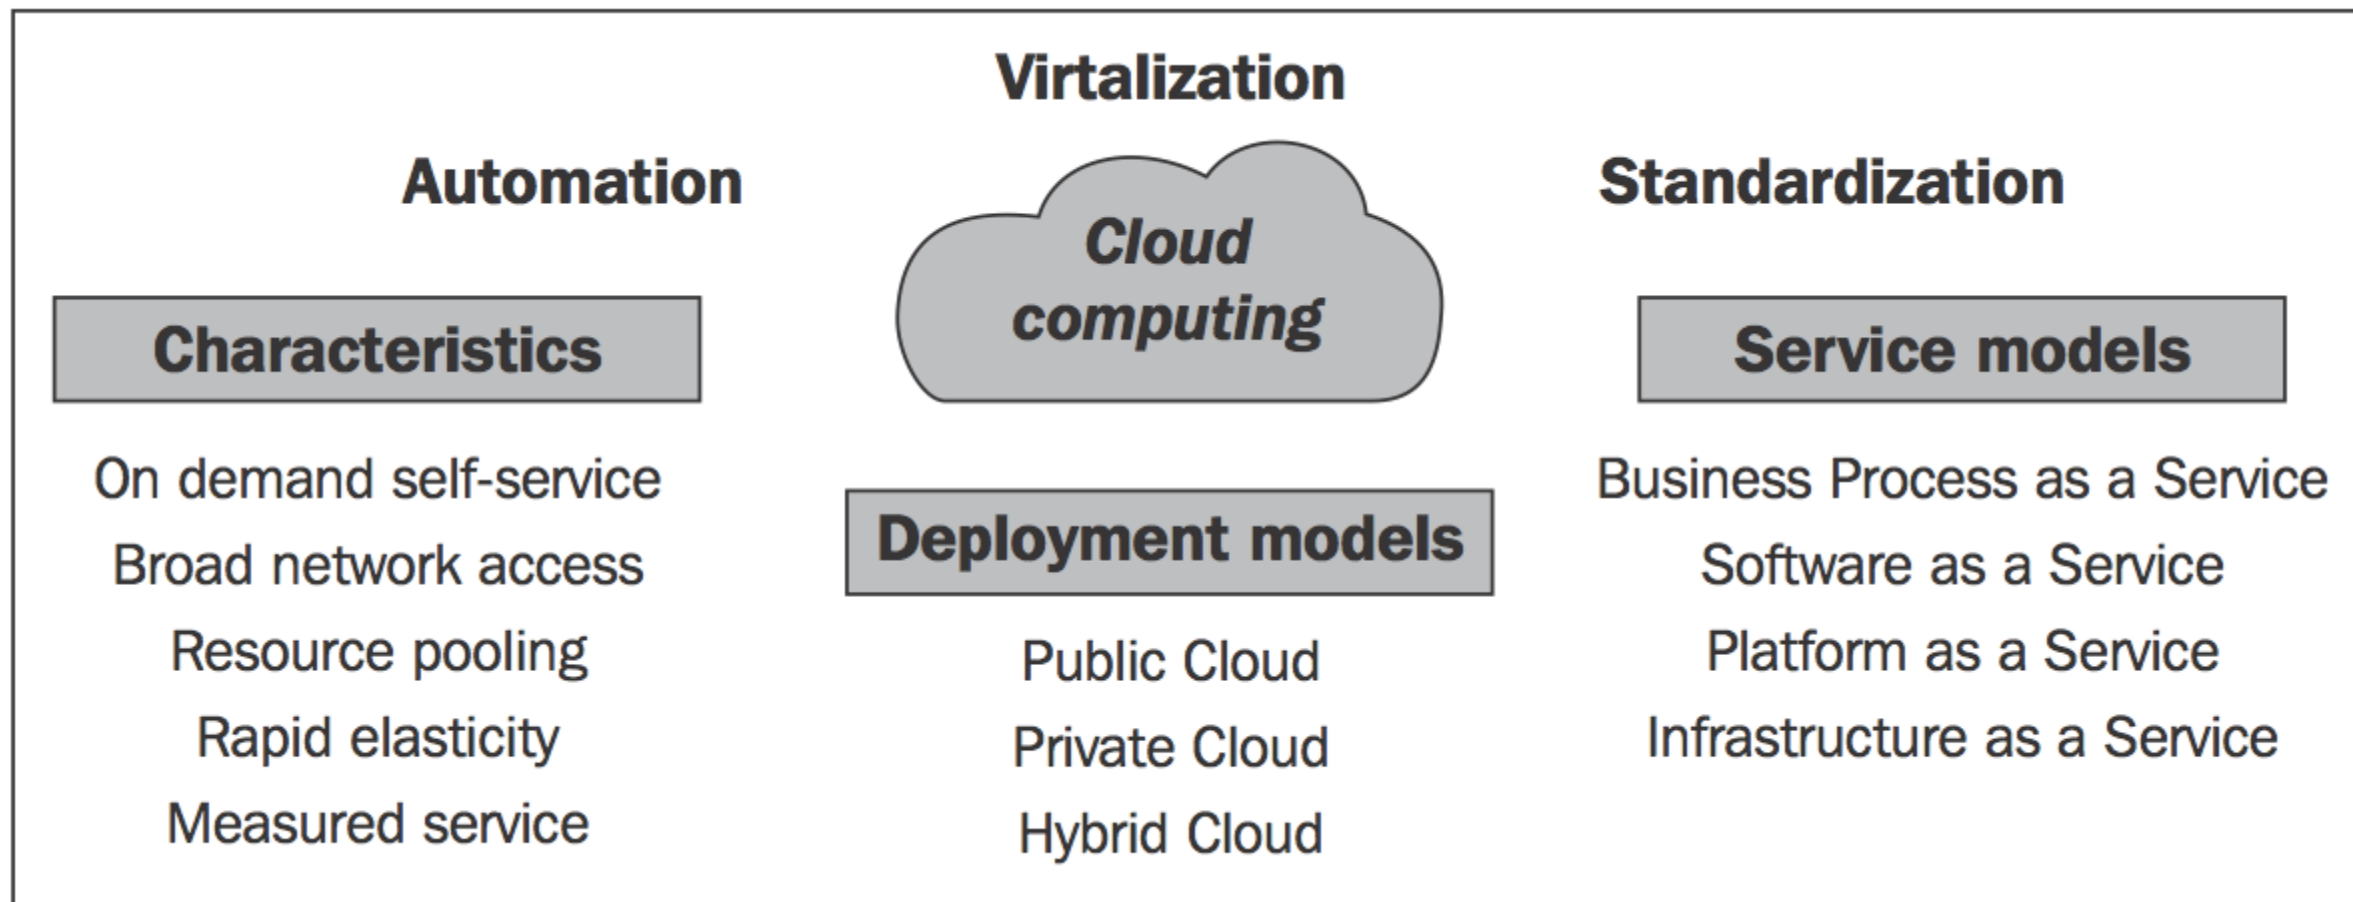 Virtalization
Automation
Standardization
Cloud
computing
Characteristics
On demand self-service
Broad network access
Resource pooling
Rapid elasticity
Measured service
Deployment models
Public Cloud
Private Cloud
Hybrid Cloud
Service models
Business Process as a Service
Software as a Service
Platform as a Service
Infrastructure as a Service